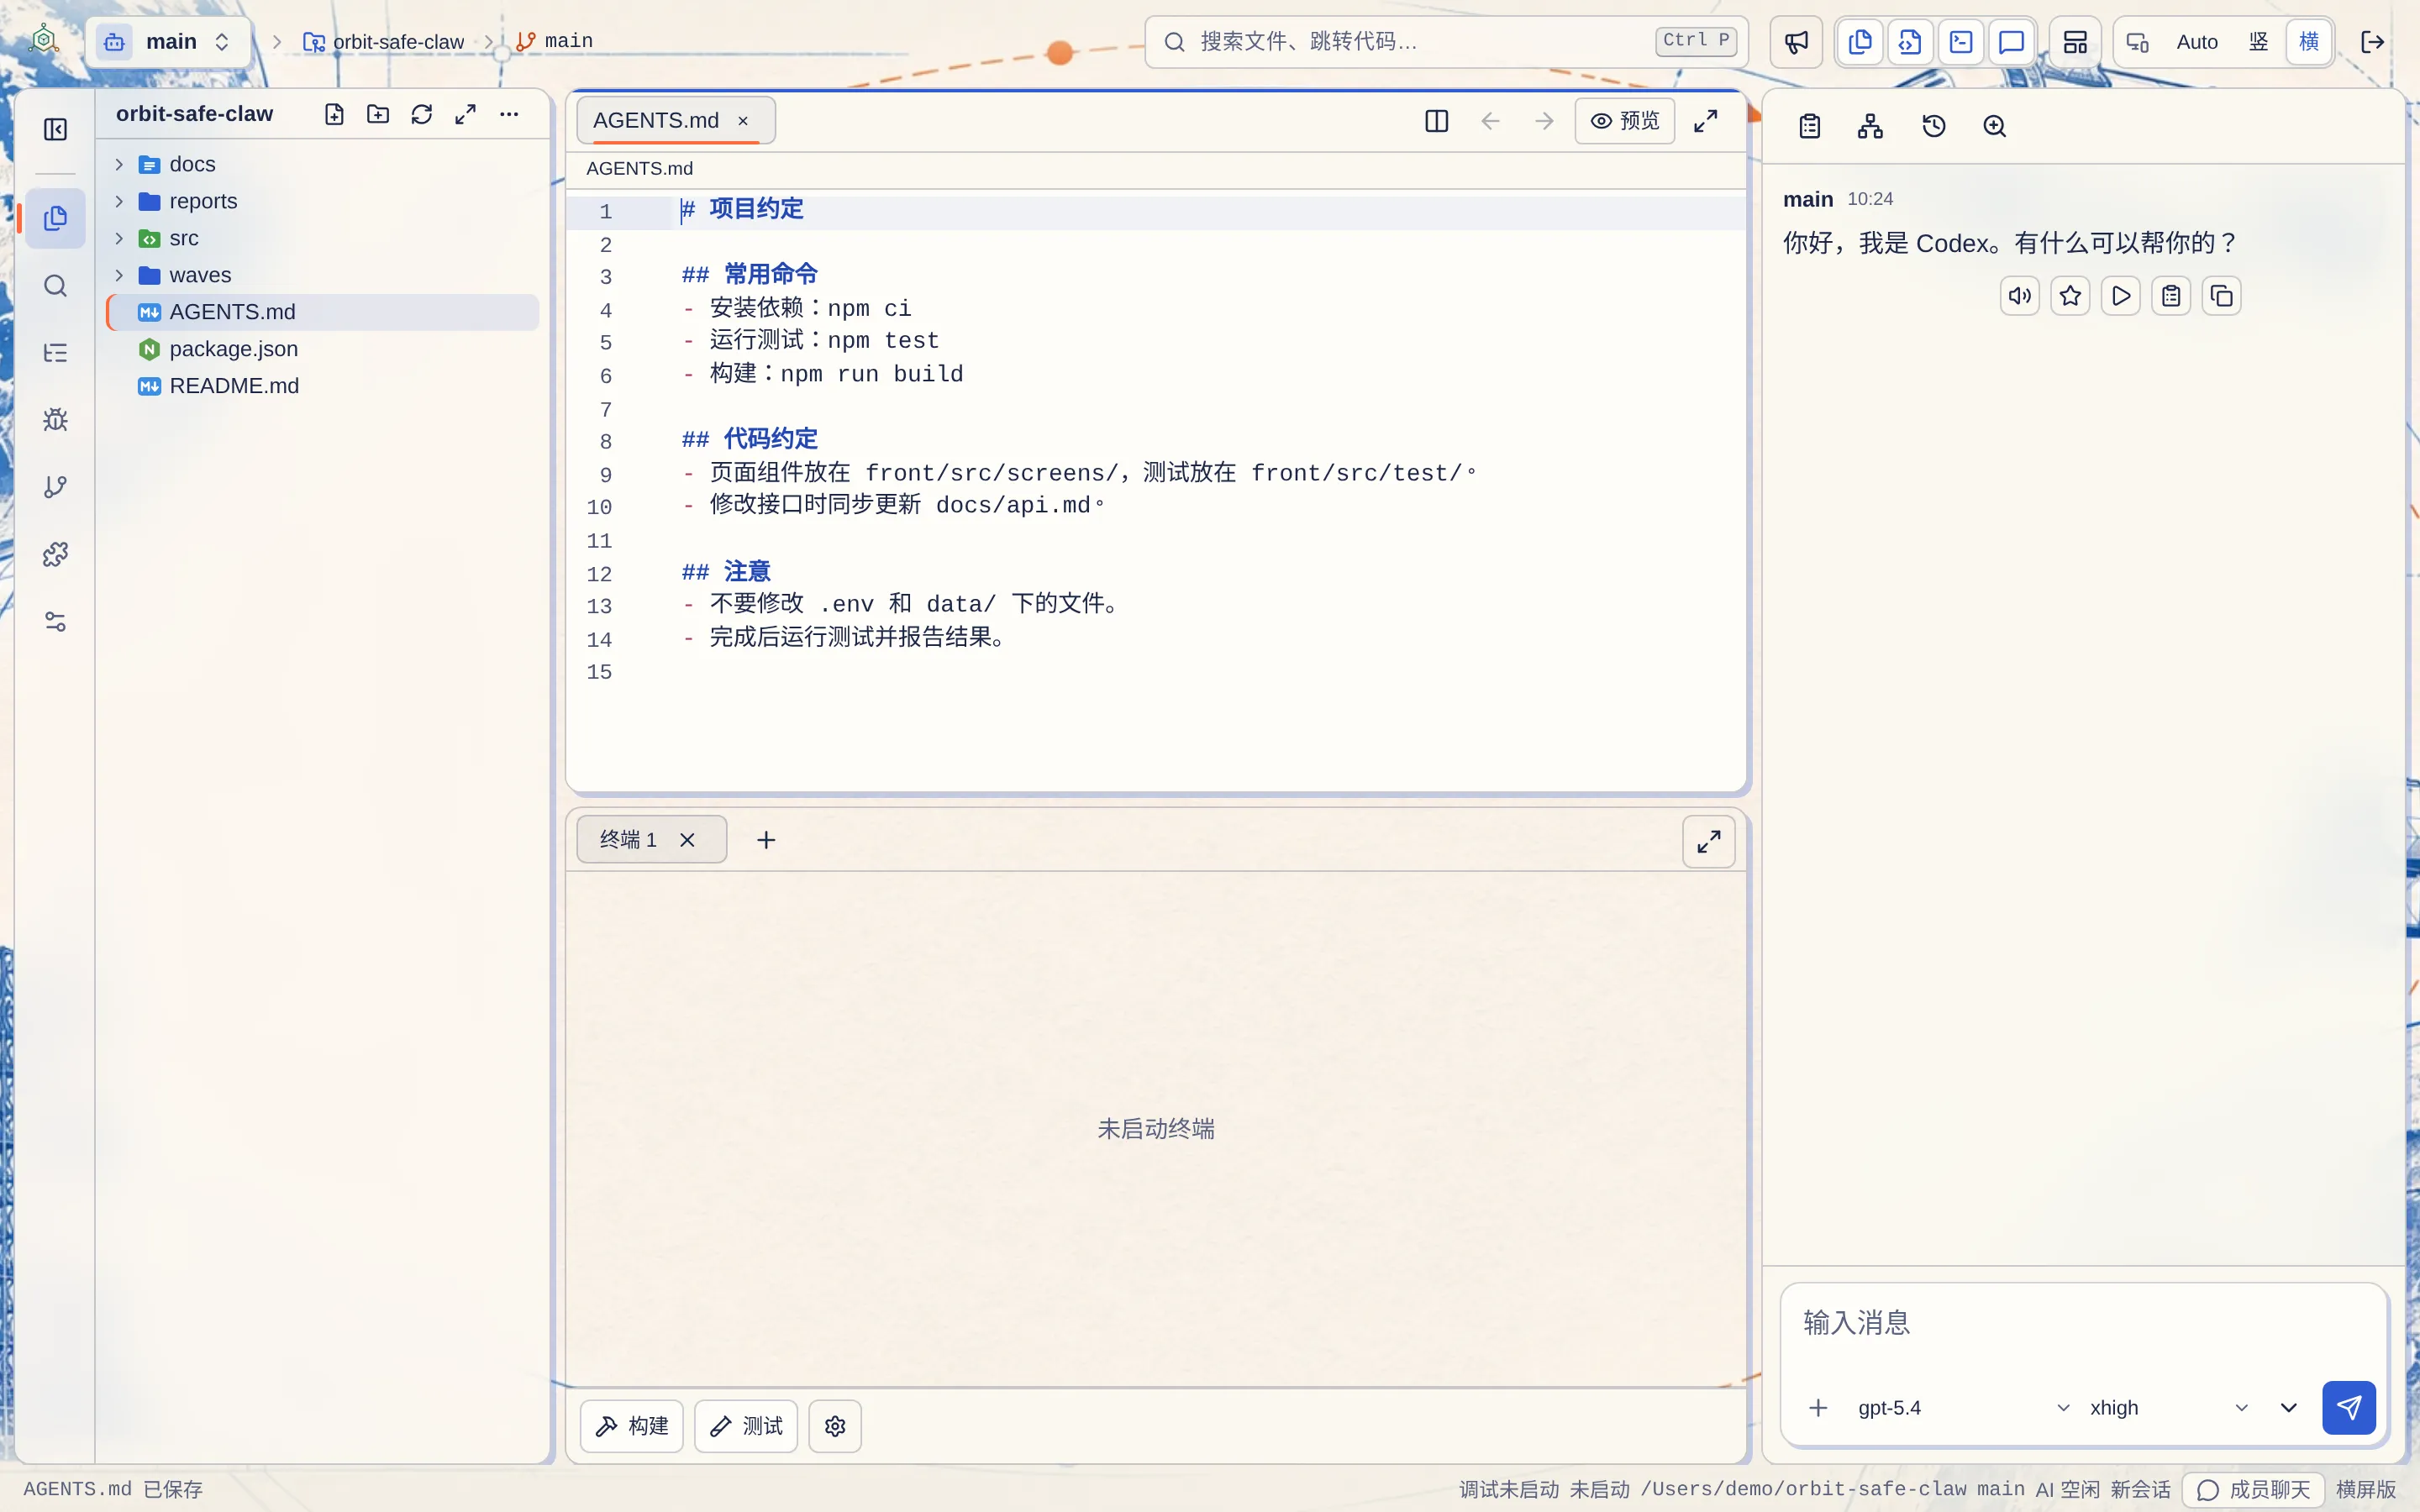 main
orbit-safe-claw
main
搜索文件、跳转代码...
Ctrl P
Auto
竖
横
orbit-safe-claw
docs
reports
src
waves
AGENTS.md
package.json
README.md
AGENTS.md
预览
AGENTS.md
1 # 项目约定
2
3 ## 常用命令
4 - 安装依赖：npm ci
5 - 运行测试：npm test
6 - 构建：npm run build
7
8 ## 代码约定
9 - 页面组件放在 front/src/screens/，测试放在 front/src/test/。
10 - 修改接口时同步更新 docs/api.md。
11
12 ## 注意
13 - 不要修改 .env 和 data/ 下的文件。
14 - 完成后运行测试并报告结果。
15
终端 1
未启动终端
构建
测试
main 10:24
你好，我是 Codex。有什么可以帮你的？
输入消息
gpt-5.4
xhigh
AGENTS.md 已保存
调试未启动 未启动 /Users/demo/orbit-safe-claw main AI 空闲 新会话 成员聊天 横屏版